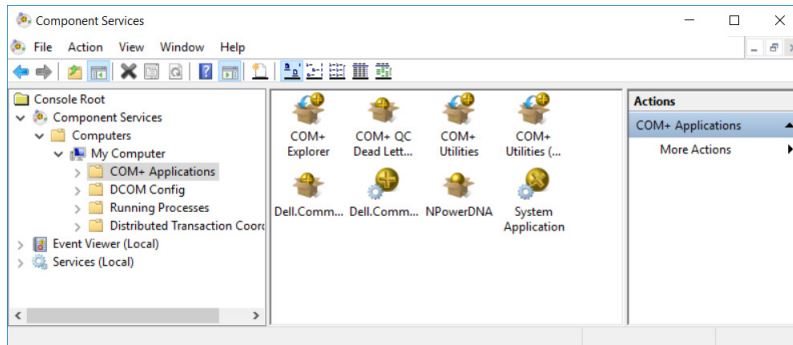 Component Services
File Action View Window Help
Console Root
Component Services
Computers
My Computer
COM+ Applications
DCOM Config
Running Processes
Distributed Transaction Coord
Event Viewer (Local)
Services (Local)
COM+ Explorer
COM+ QC Dead Lett...
COM+ Utilities
COM+ Utilities (...
Dell.Comm...
Dell.Comm...
NPowerDNA
System Application
Actions
COM+ Applications
More Actions